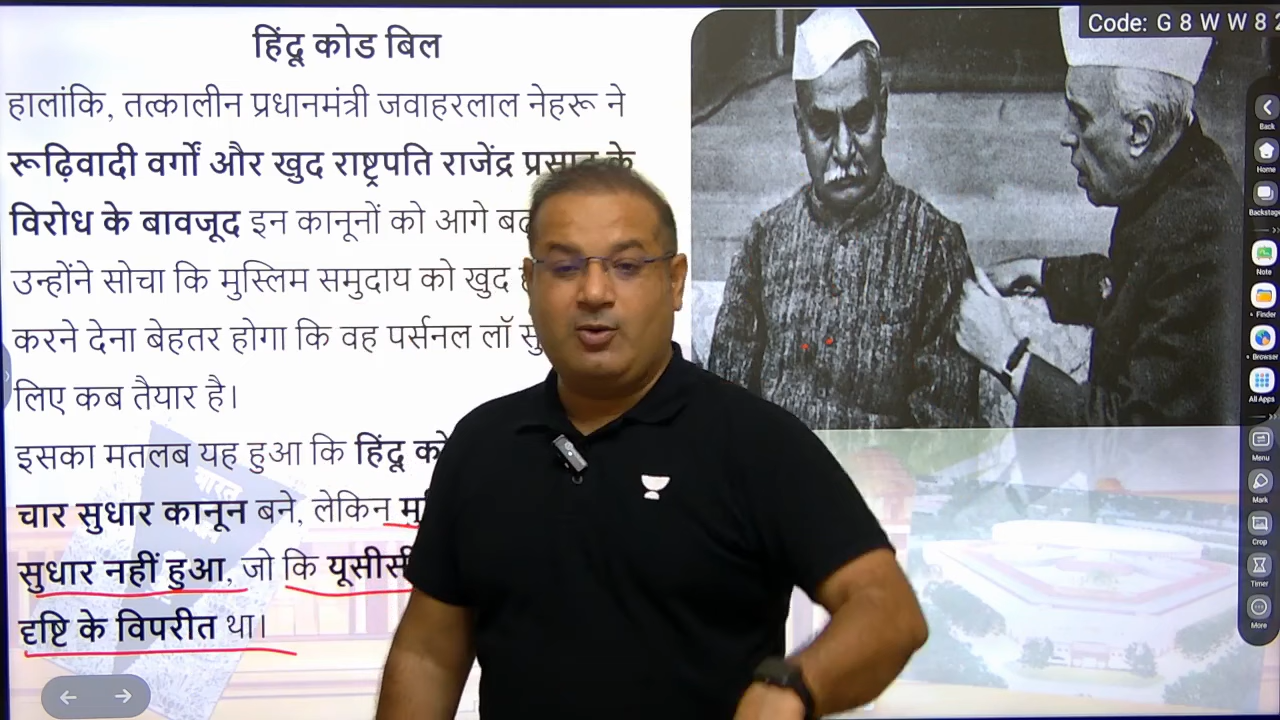 हिंदू कोड बिल
हालांकि, तत्कालीन प्रधानमंत्री जवाहरलाल नेहरू ने
रूढ़िवादी वर्गों और खुद राष्ट्रपति राजेंद्र प्रसाद के
विरोध के बावजूद इन कानूनों को आगे
उन्होंने सोचा कि मुस्लिम समुदाय को खुद
करने देना बेहतर होगा कि वह पर्सनल लॉ
लिए कब तैयार है।
इसका मतलब यह हुआ कि हिंदू
चार सुधार कानून बने, लेकिन
सुधार नहीं हुआ, जो कि यूसीसी
दृष्टि के विपरीत था।
भारत
Code: G 8 W W 8 2
Back
Home
Backstage
Note
Finder
Browser
All Apps
Menu
Mark
Crop
Timer
More